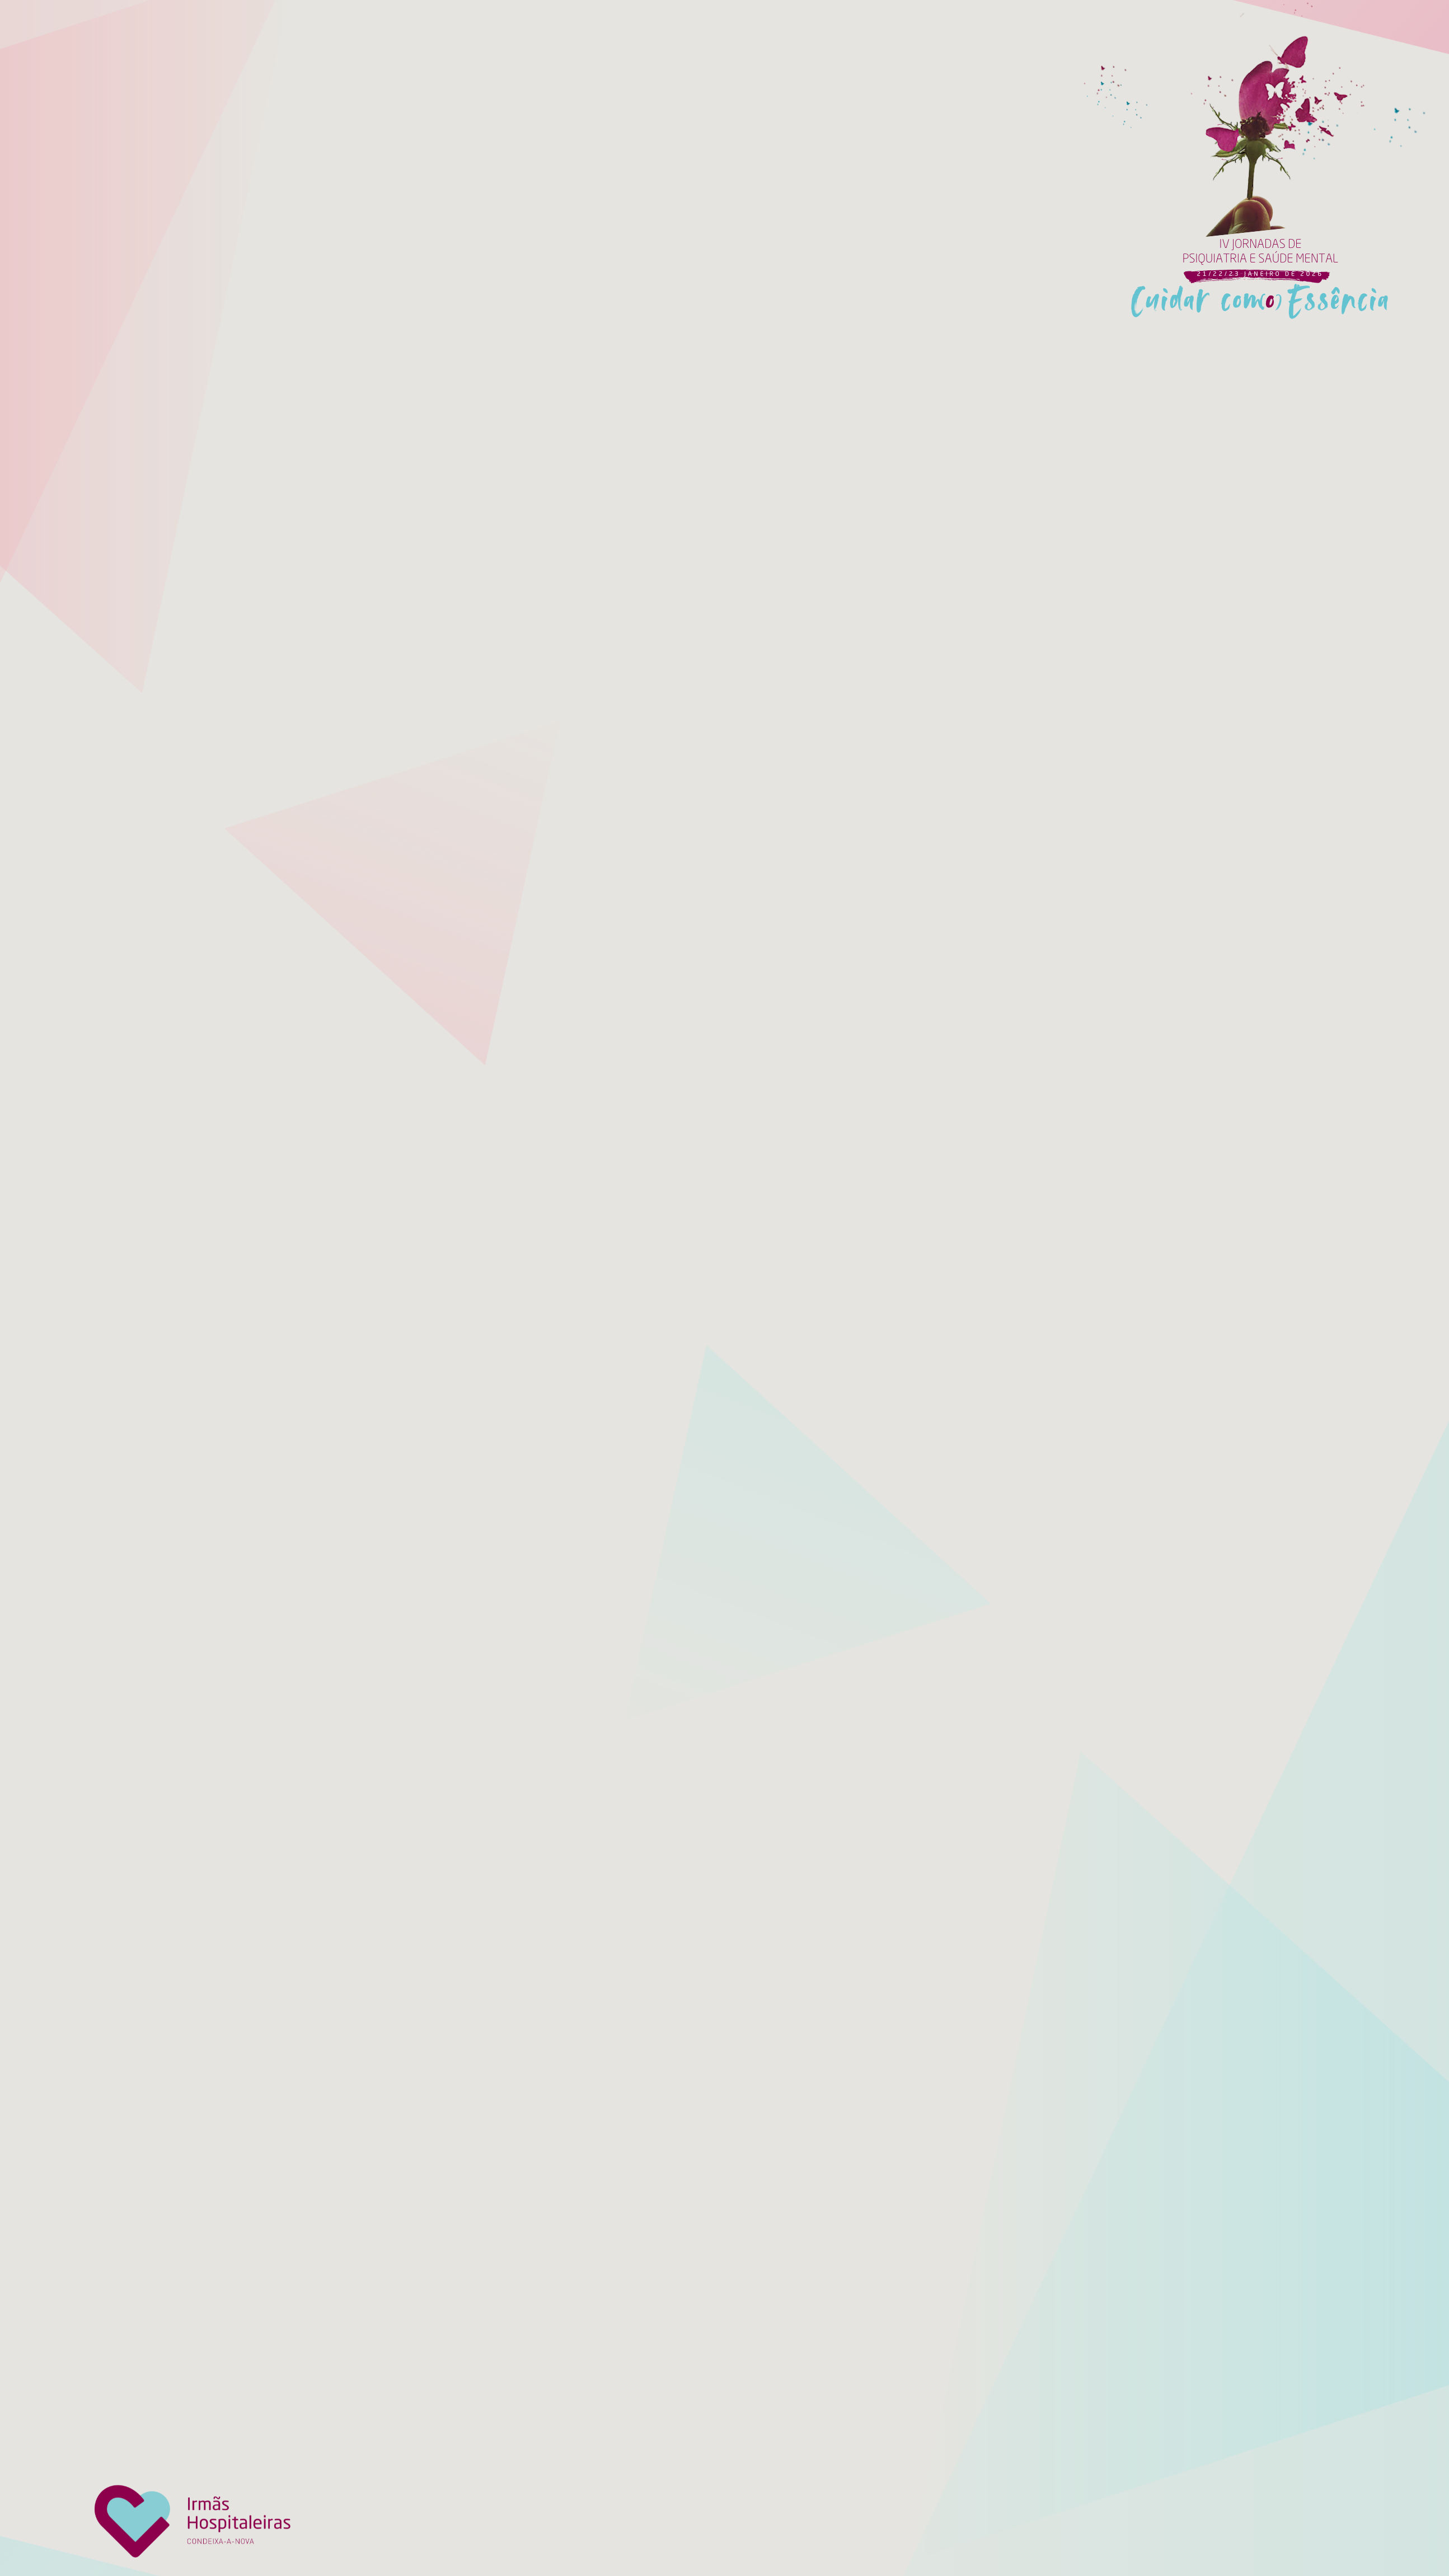 IV JORNADAS DE
PSIQUIATRIA E SAÚDE MENTAL
21/22/23 JANEIRO DE 2026
Cuidar com(o) Essência
Irmãs
Hospitaleiras
CONDEIXA-A-NOVA